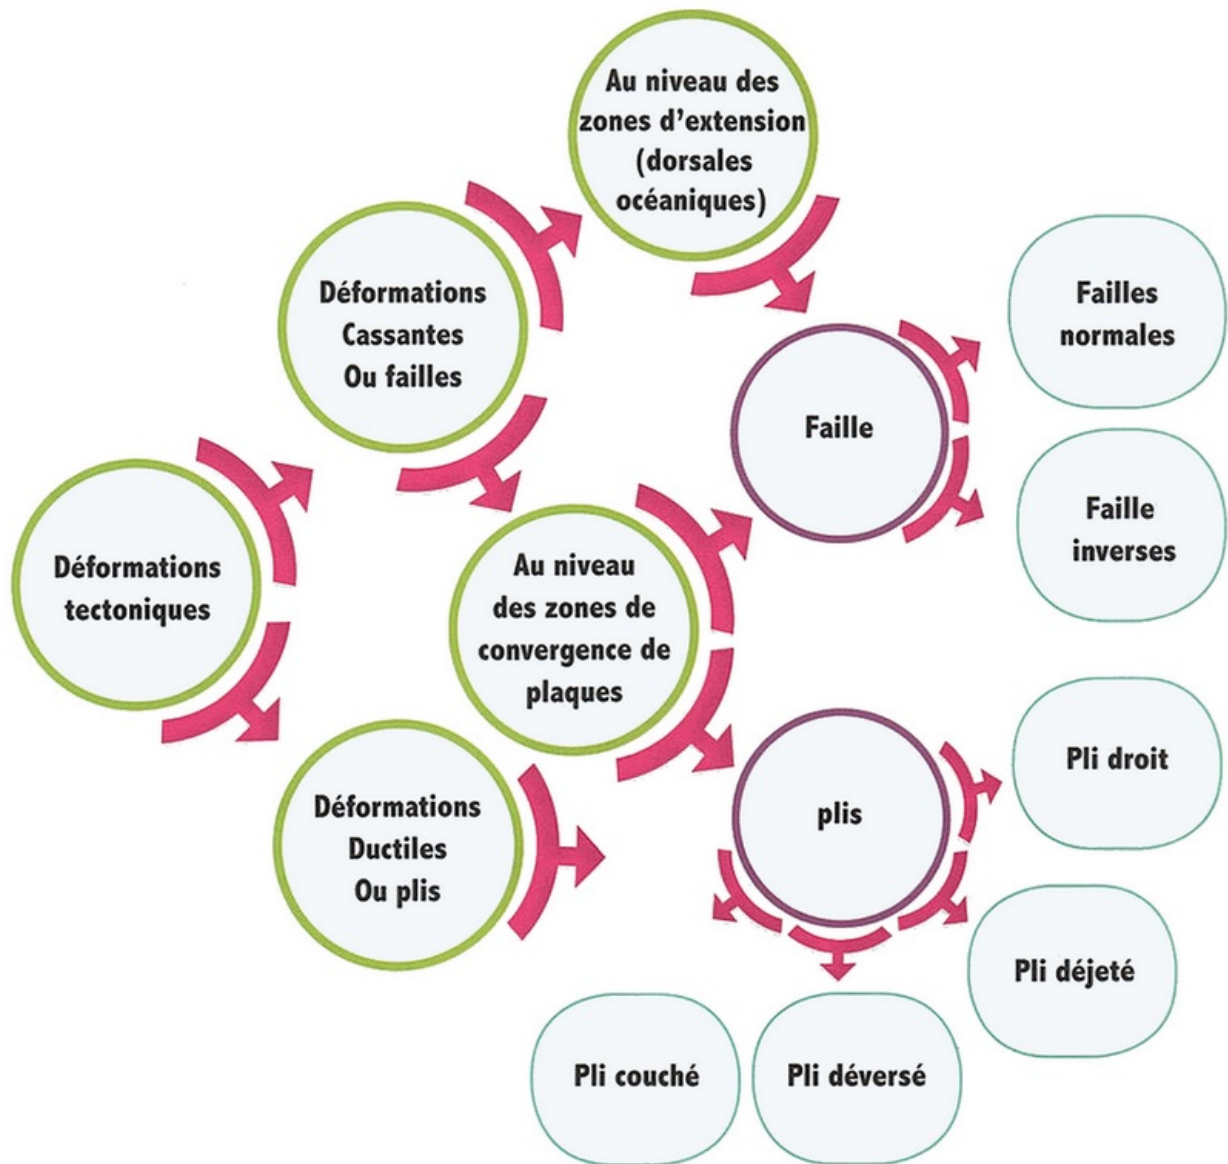 Au niveau des
zones d'extension
(dorsales
océaniques)
Déformations
Cassantes
Ou failles
Failles
normales
Faille
Faille
inverses
Déformations
tectoniques
Au niveau
des zones de
convergence de
plaques
Pli droit
plis
Déformations
Ductiles
Ou plis
Pli déjeté
Pli couché
Pli déversé